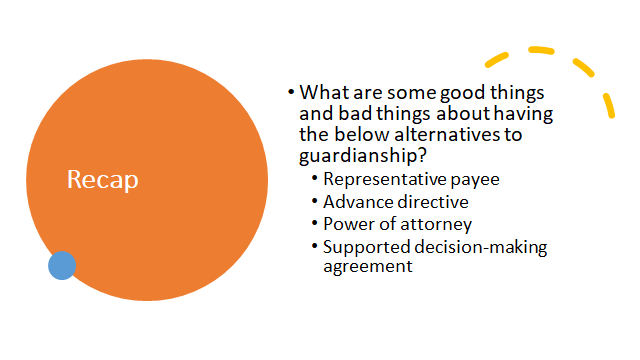 Recap
• What are some good things
and bad things about having
the below alternatives to
guardianship?
• Representative payee
• Advance directive
• Power of attorney
• Supported decision-making
agreement